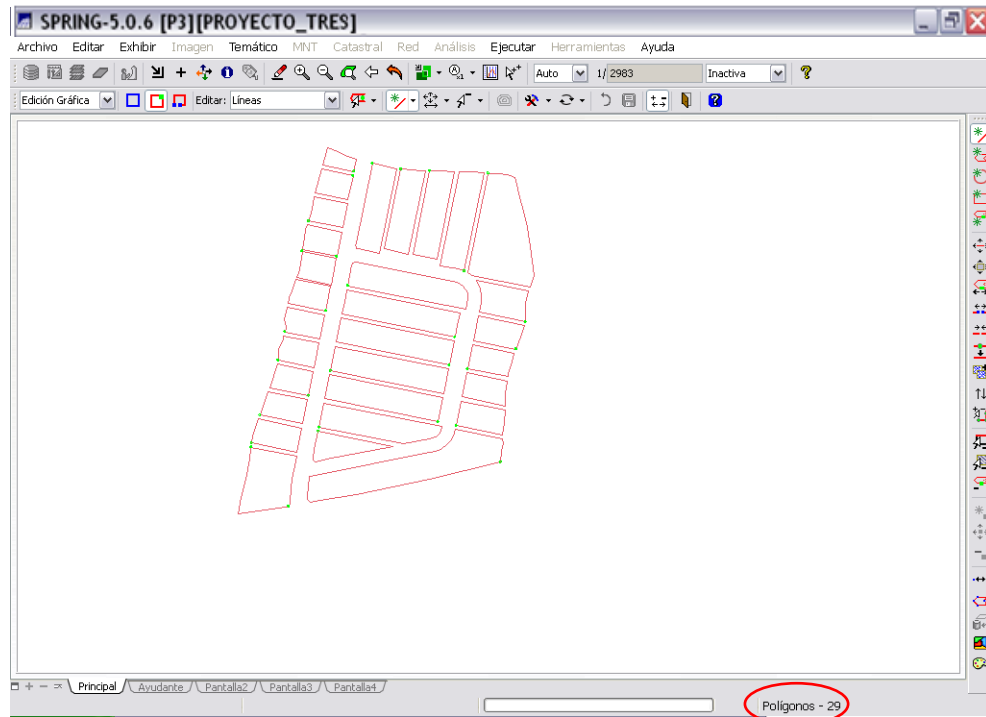 SPRING-5.0.6 [P3][PROYECTO_TRES]
Archivo Editar Exhibir Imagen Temático MNT Catastral Red Análisis Ejecutar Herramientas Ayuda
Auto 1/ 2983 Inactiva
Edición Gráfica Editar: Líneas
Principal Ayudante Pantalla2 Pantalla3 Pantalla4
Polígonos - 29